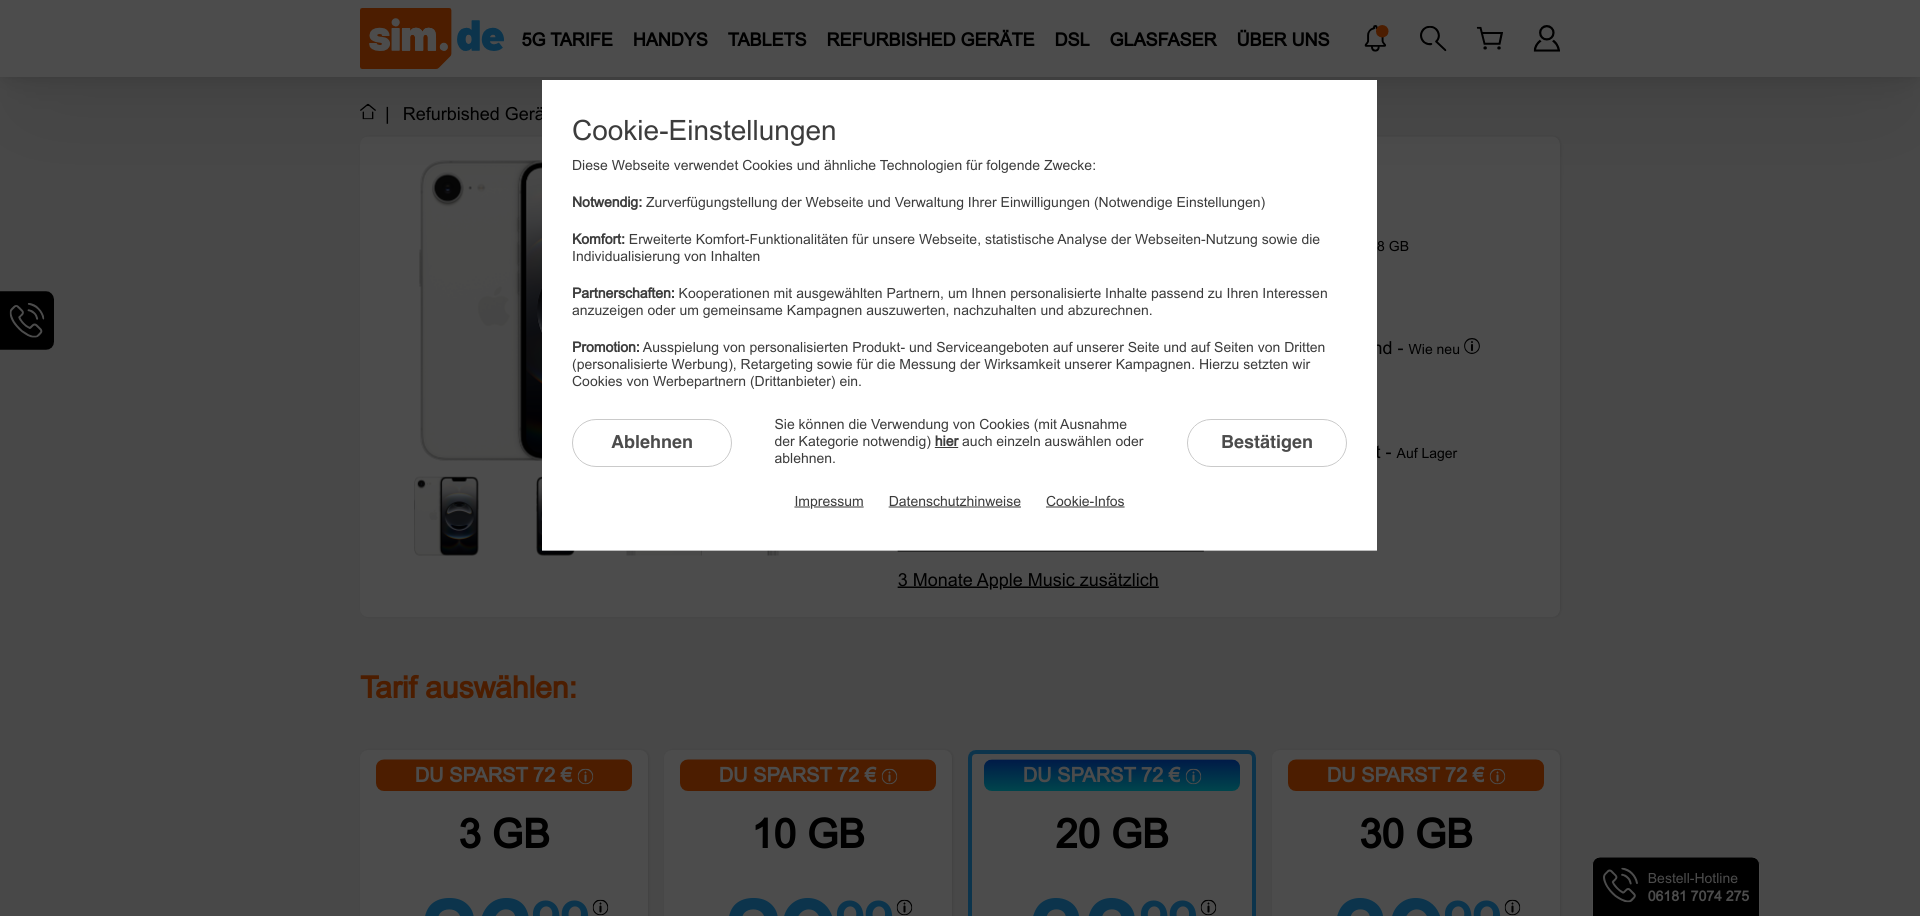 sim.de 5G TARIFE HANDYS TABLETS REFURBISHED GERÄTE DSL GLASFASER ÜBER UNS
| Refurbished Gerä
Cookie-Einstellungen
Diese Webseite verwendet Cookies und ähnliche Technologien für folgende Zwecke:
Notwendig: Zurverfügungstellung der Webseite und Verwaltung Ihrer Einwilligungen (Notwendige Einstellungen)
Komfort: Erweiterte Komfort-Funktionalitäten für unsere Webseite, statistische Analyse der Webseiten-Nutzung sowie die
Individualisierung von Inhalten
8 GB
Partnerschaften: Kooperationen mit ausgewählten Partnern, um Ihnen personalisierte Inhalte passend zu Ihren Interessen
anzuzeigen oder um gemeinsame Kampagnen auszuwerten, nachzuhalten und abzurechnen.
Promotion: Ausspielung von personalisierten Produkt- und Serviceangeboten auf unserer Seite und auf Seiten von Dritten
(personalisierte Werbung), Retargeting sowie für die Messung der Wirksamkeit unserer Kampagnen. Hierzu setzten wir
Cookies von Werbepartnern (Drittanbieter) ein.
nd - Wie neu
Ablehnen
Sie können die Verwendung von Cookies (mit Ausnahme
der Kategorie notwendig) hier auch einzeln auswählen oder
ablehnen.
Bestätigen
t - Auf Lager
Impressum Datenschutzhinweise Cookie-Infos
3 Monate Apple Music zusätzlich
Tarif auswählen:
DU SPARST 72 € DU SPARST 72 € DU SPARST 72 € DU SPARST 72 €
3 GB 10 GB 20 GB 30 GB
Bestell-Hotline
06181 7074 275